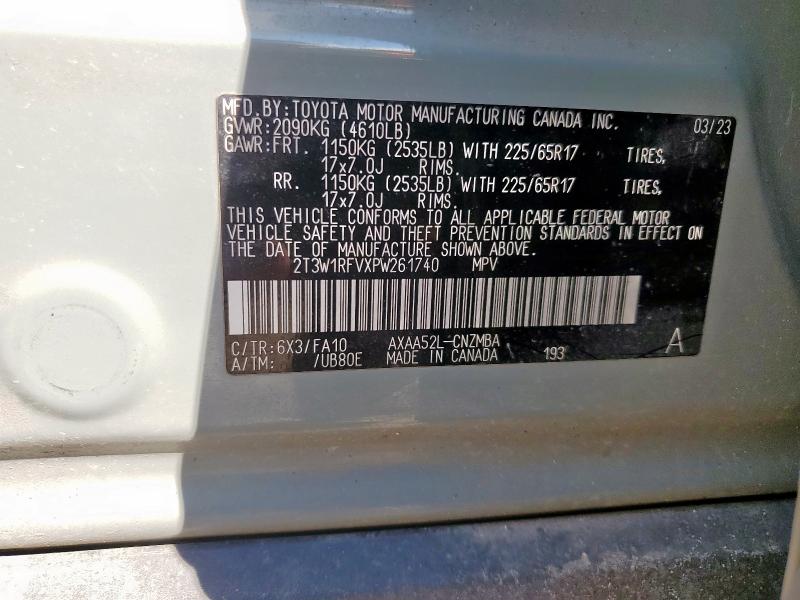 MFD.BY:TOYOTA MOTOR MANUFACTURING CANADA INC. 03/23
GVWR:2090KG (4610LB)
GAWR:FRT. 1150KG (2535LB) WITH 225/65R17 TIRES,
17x7.0J RIMS.
RR. 1150KG (2535LB) WITH 225/65R17 TIRES,
17x7.0J RIMS.
THIS VEHICLE CONFORMS TO ALL APPLICABLE FEDERAL MOTOR
VEHICLE SAFETY AND THEFT PREVENTION STANDARDS IN EFFECT ON
THE DATE OF MANUFACTURE SHOWN ABOVE.
2T3W1RFVXPW261740 MPV
C/TR:6X3/FA10 AXAA52L-CNZMBA A
A/TM: /UB80E MADE IN CANADA 193